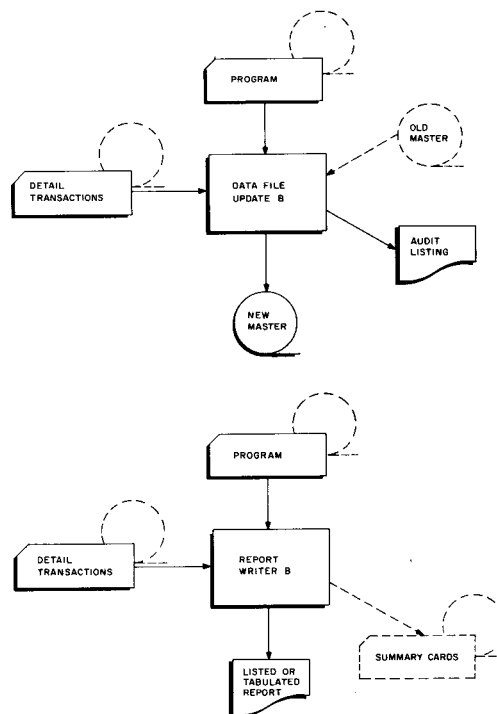 PROGRAM
OLD
MASTER
DETAIL
TRANSACTIONS
DATA FILE
UPDATE B
AUDIT
LISTING
NEW
MASTER
PROGRAM
DETAIL
TRANSACTIONS
REPORT
WRITER B
SUMMARY CARDS
LISTED OR
TABULATED
REPORT